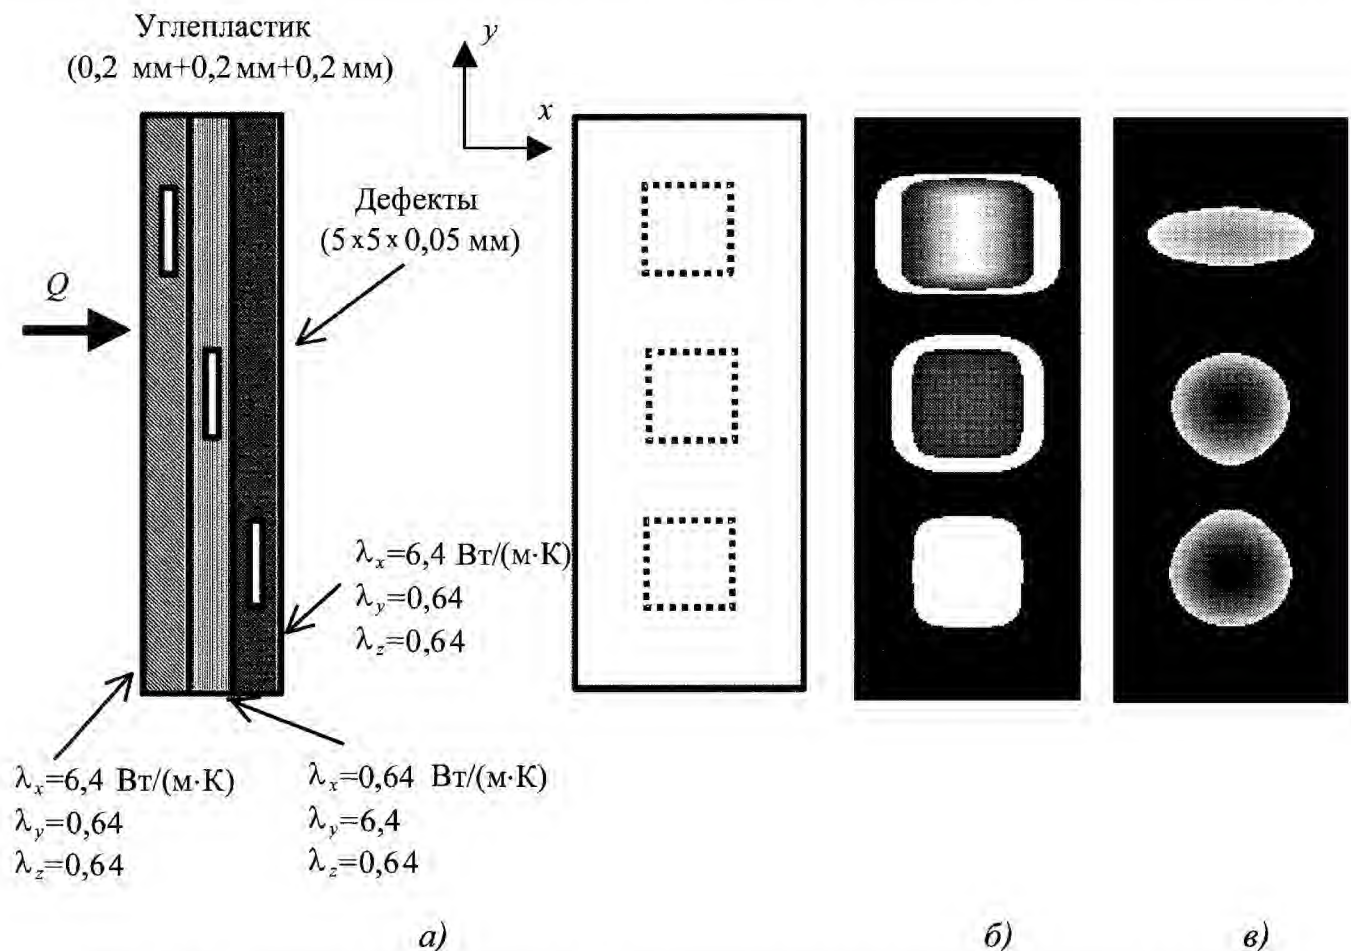 Углепластик
(0,2 мм+0,2 мм+0,2 мм)
y
x
Дефекты
(5×5×0,05 мм)
Q
λx=6,4 Вт/(м·К)
λy=0,64
λz=0,64
λx=6,4 Вт/(м·К)
λy=0,64
λz=0,64
λx=0,64 Вт/(м·К)
λy=6,4
λz=0,64
а)
б)
в)